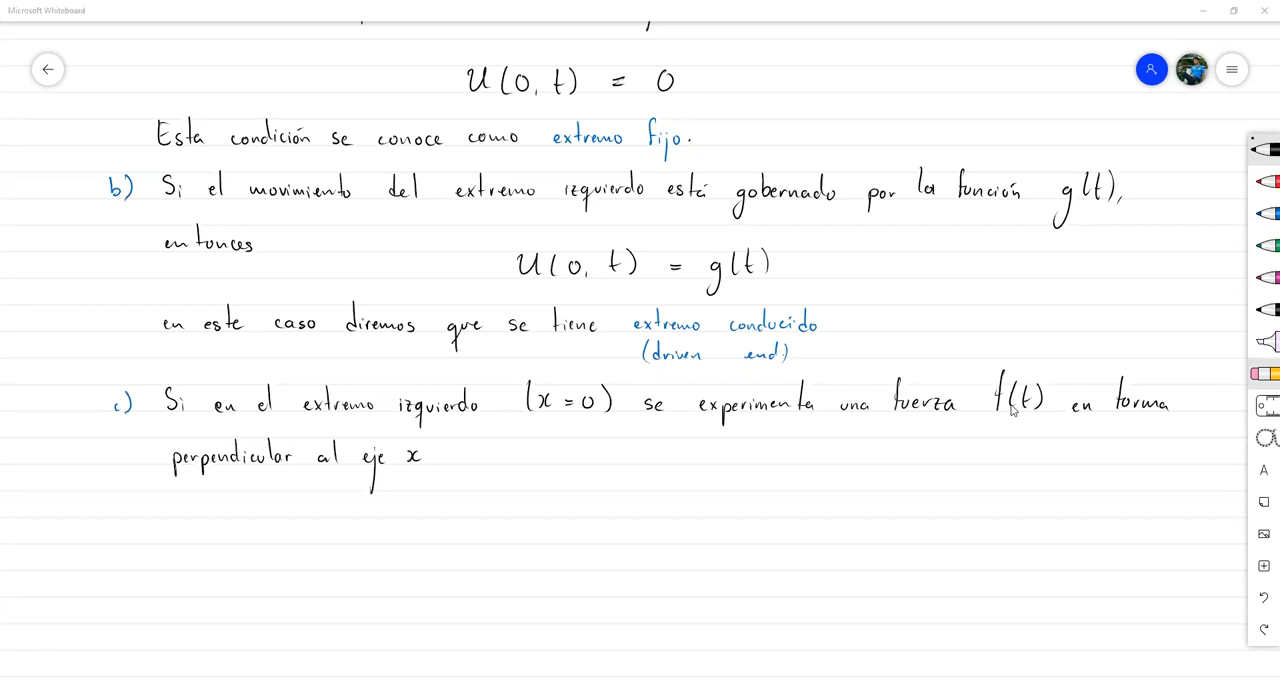 Microsoft Whiteboard
U(0, t) = 0
Esta condición se conoce como extremo fijo.
b) Si el movimiento del extremo izquierdo está gobernado por la función g(t),
entonces
U(0, t) = g(t)
en este caso diremos que se tiene extremo conducido
(driven end)
c) Si en el extremo izquierdo (x = 0) se experimenta una fuerza f(t) en forma
perpendicular al eje x
A